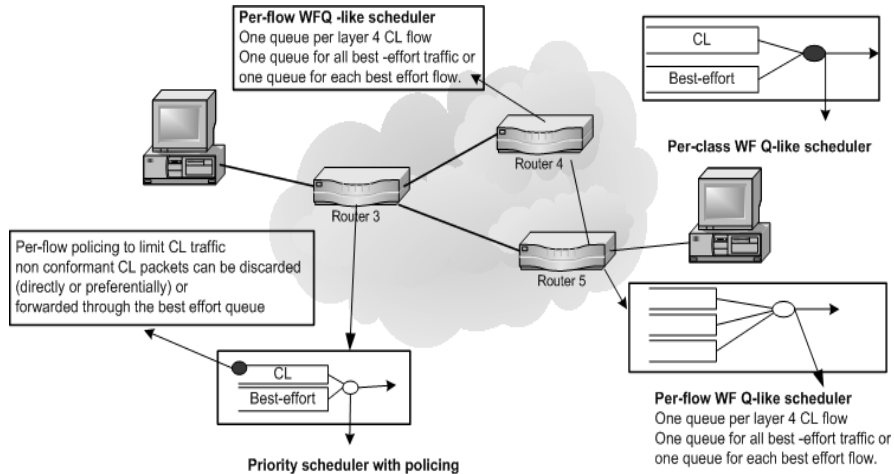 Per-flow WFQ -like scheduler
One queue per layer 4 CL flow
One queue for all best -effort traffic or
one queue for each best effort flow.
CL
Best-effort
Per-class WF Q-like scheduler
Router 4
Router 3
Router 5
Per-flow policing to limit CL traffic
non conformant CL packets can be discarded
(directly or preferentially) or
forwarded through the best effort queue
CL
Best-effort
Priority scheduler with policing
Per-flow WF Q-like scheduler
One queue per layer 4 CL flow
One queue for all best -effort traffic or
one queue for each best effort flow.